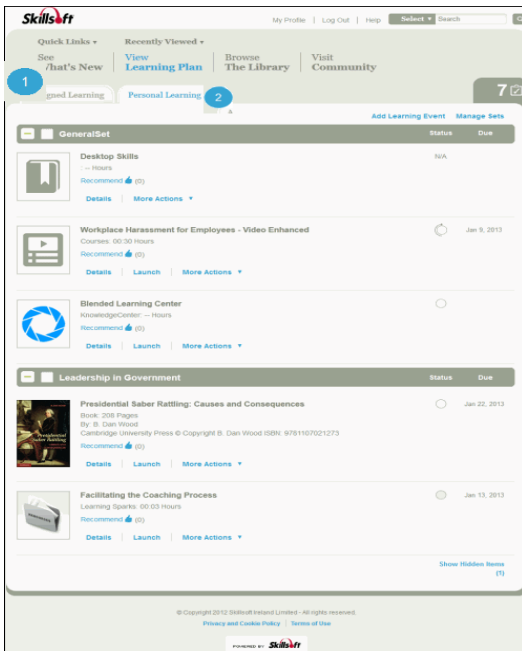 Skillsoft
My Profile | Log Out | Help Select ▼ Search
Quick Links ▾ Recently Viewed ▾
See View Browse Visit
What's New Learning Plan The Library Community
1
gned Learning Personal Learning 2 7
Add Learning Event Manage Sets
GeneralSet Status Due
Desktop Skills N/A
: -- Hours
Recommend (0)
Details | More Actions ▼
Workplace Harassment for Employees - Video Enhanced Jan 9, 2013
Courses: 00:30 Hours
Recommend (0)
Details | Launch | More Actions ▼
Blended Learning Center
KnowledgeCenter: -- Hours
Recommend (0)
Details | Launch | More Actions ▼
Leadership in Government Status Due
Presidential Saber Rattling: Causes and Consequences Jan 22, 2013
Book: 208 Pages
By: B. Dan Wood
Cambridge University Press © Copyright B. Dan Wood ISBN: 9781107021273
Recommend (0)
Details | Launch | More Actions ▼
Facilitating the Coaching Process Jan 13, 2013
Learning Sparks: 00:03 Hours
Recommend (0)
Details | Launch | More Actions ▼
Show Hidden Items
(1)
© Copyright 2012 Skillsoft Ireland Limited - All rights reserved.
Privacy and Cookie Policy | Terms of Use
POWERED BY Skillsoft